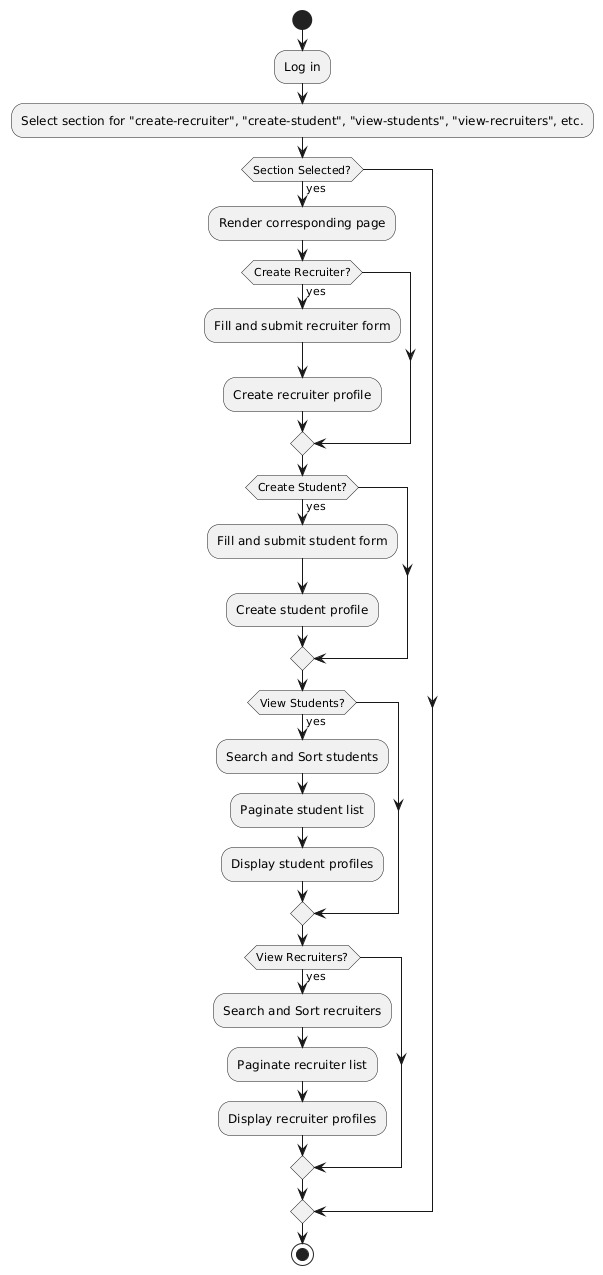 Log in
Select section for "create-recruiter", "create-student", "view-students", "view-recruiters", etc.
Section Selected?
yes
Render corresponding page
Create Recruiter?
yes
Fill and submit recruiter form
Create recruiter profile
Create Student?
yes
Fill and submit student form
Create student profile
View Students?
yes
Search and Sort students
Paginate student list
Display student profiles
View Recruiters?
yes
Search and Sort recruiters
Paginate recruiter list
Display recruiter profiles